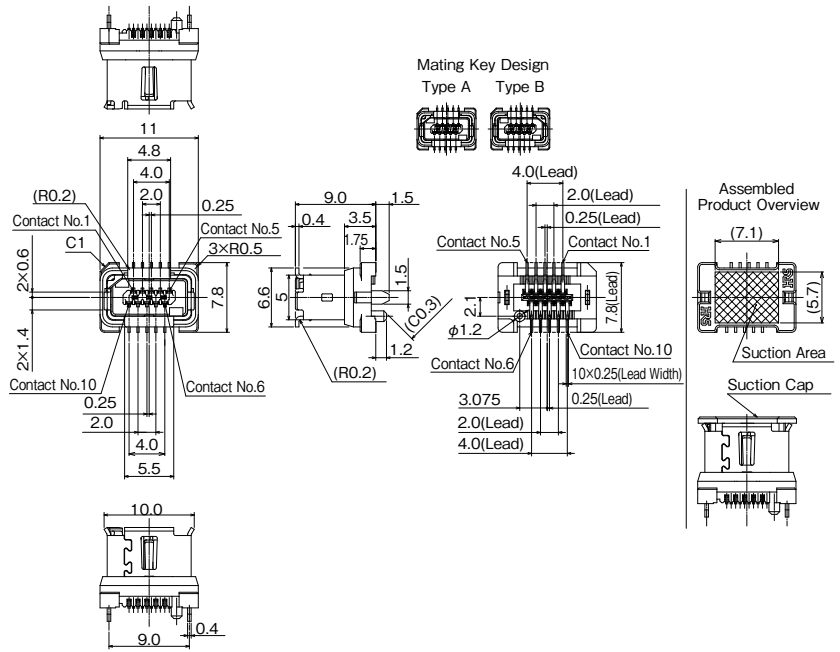 Mating Key Design
Type A Type B
11
4.8
4.0
2.0
(R0.2)
0.25
Contact No.1
Contact No.5
C1
3×R0.5
2×0.6
7.8
2×1.4
Contact No.10
Contact No.6
0.25
2.0
4.0
5.5
9.0
1.5
0.4
3.5
1.75
6.6
5
1.5
(C0.3)
1.2
(R0.2)
4.0(Lead)
2.0(Lead)
0.25(Lead)
Contact No.5
Contact No.1
2.1
7.8(Lead)
φ1.2
Contact No.6
Contact No.10
10×0.25(Lead Width)
3.075
0.25(Lead)
2.0(Lead)
4.0(Lead)
Assembled
Product Overview
(7.1)
HRS
HRS
(5.7)
Suction Area
Suction Cap
10.0
0.4
9.0